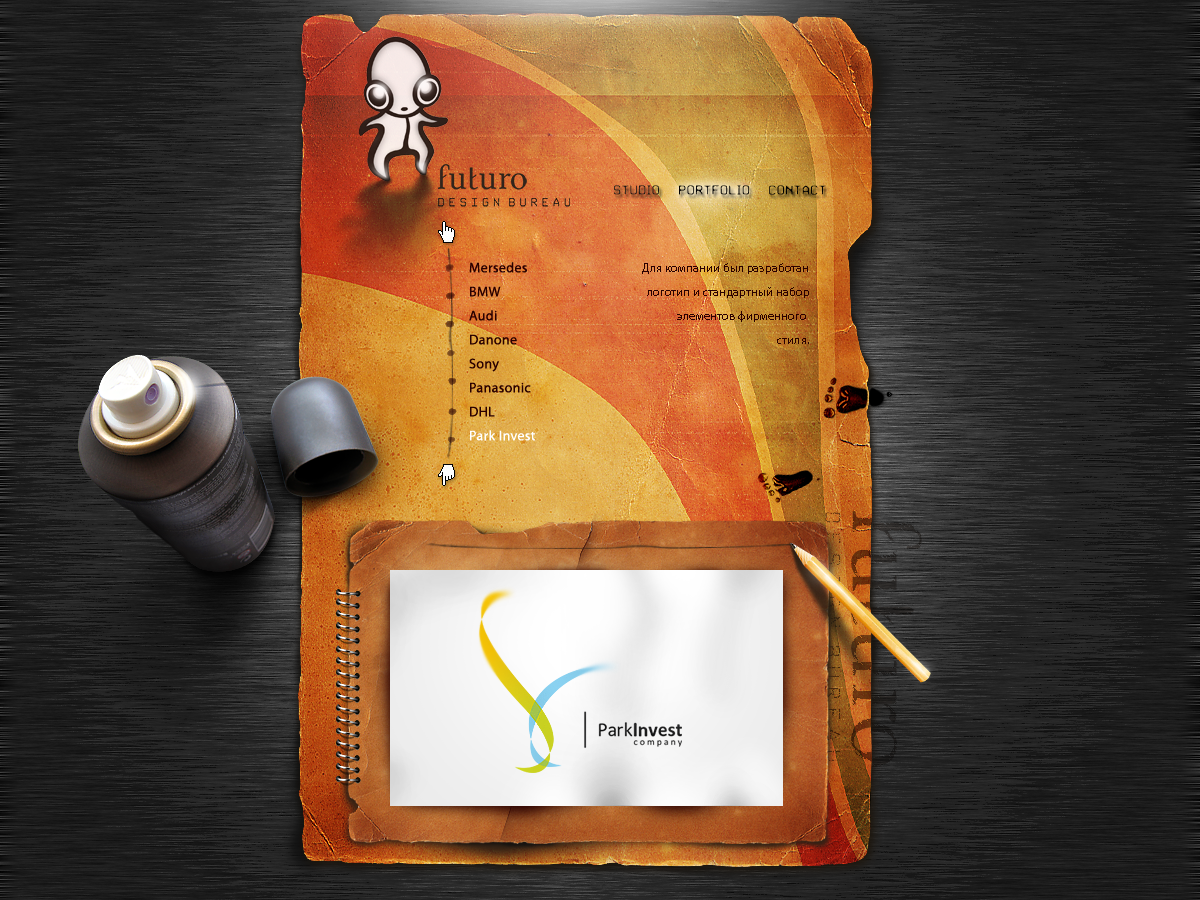 futuro
DESIGN BUREAU
STUDIO PORTFOLIO CONTACT
Mersedes
BMW
Audi
Danone
Sony
Panasonic
DHL
Park Invest
Для компании был разработан
логотип и стандартный набор
элементов фирменного
стиля.
ParkInvest
company
futuro